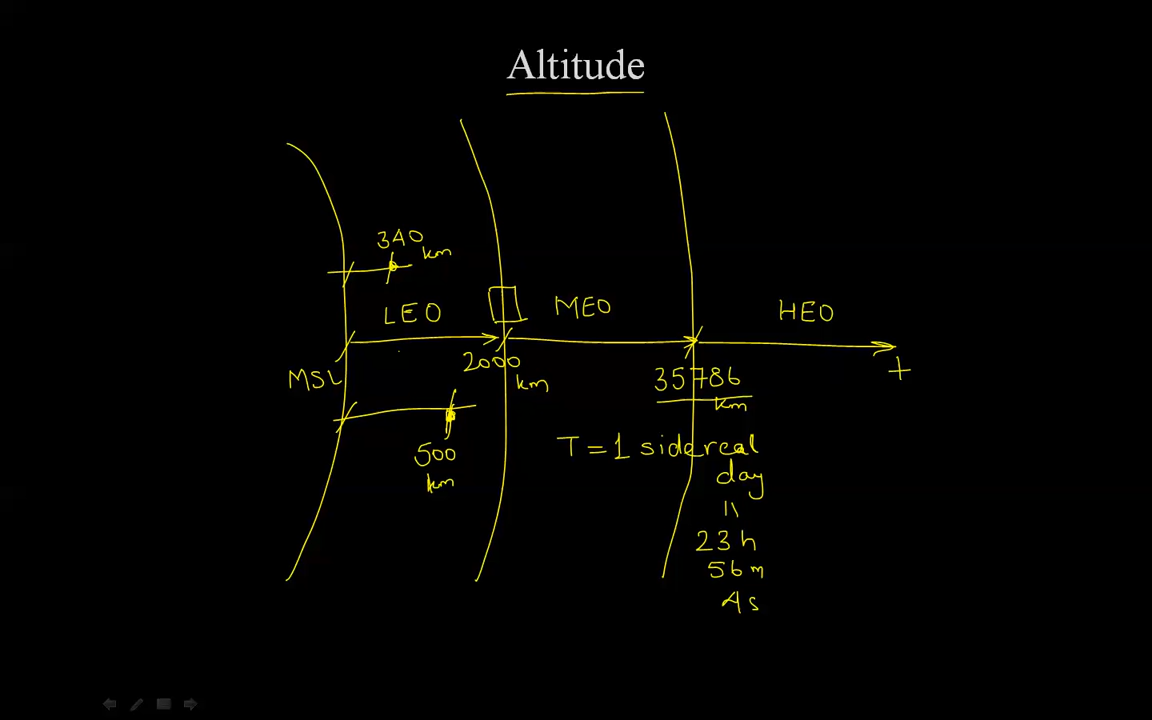 Altitude
340
km
LEO
MEO
HEO
2000
km
MSL
35786
km
+
500
km
T = 1 sidereal
day
11
23 h
56 m
4 s